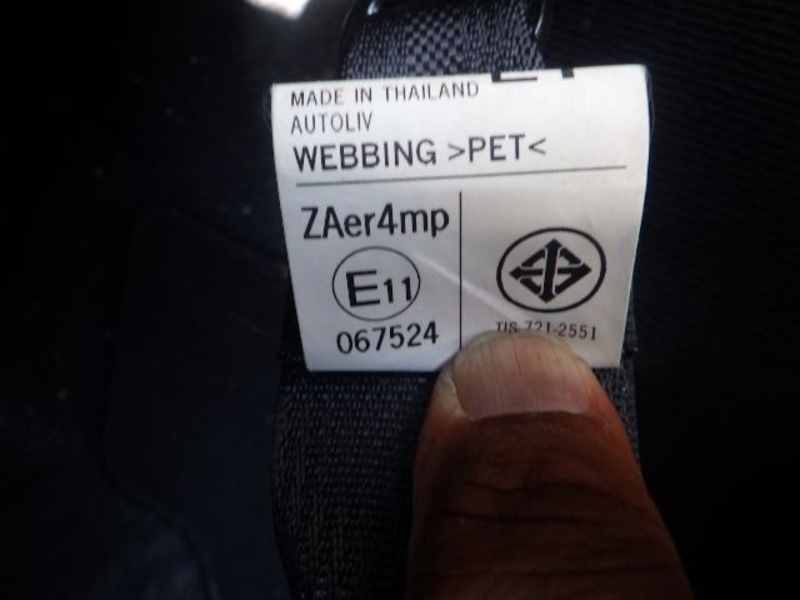 MADE IN THAILAND
AUTOLIV
WEBBING >PET<
ZAer4mp
E11
067524
TIS 721-2551